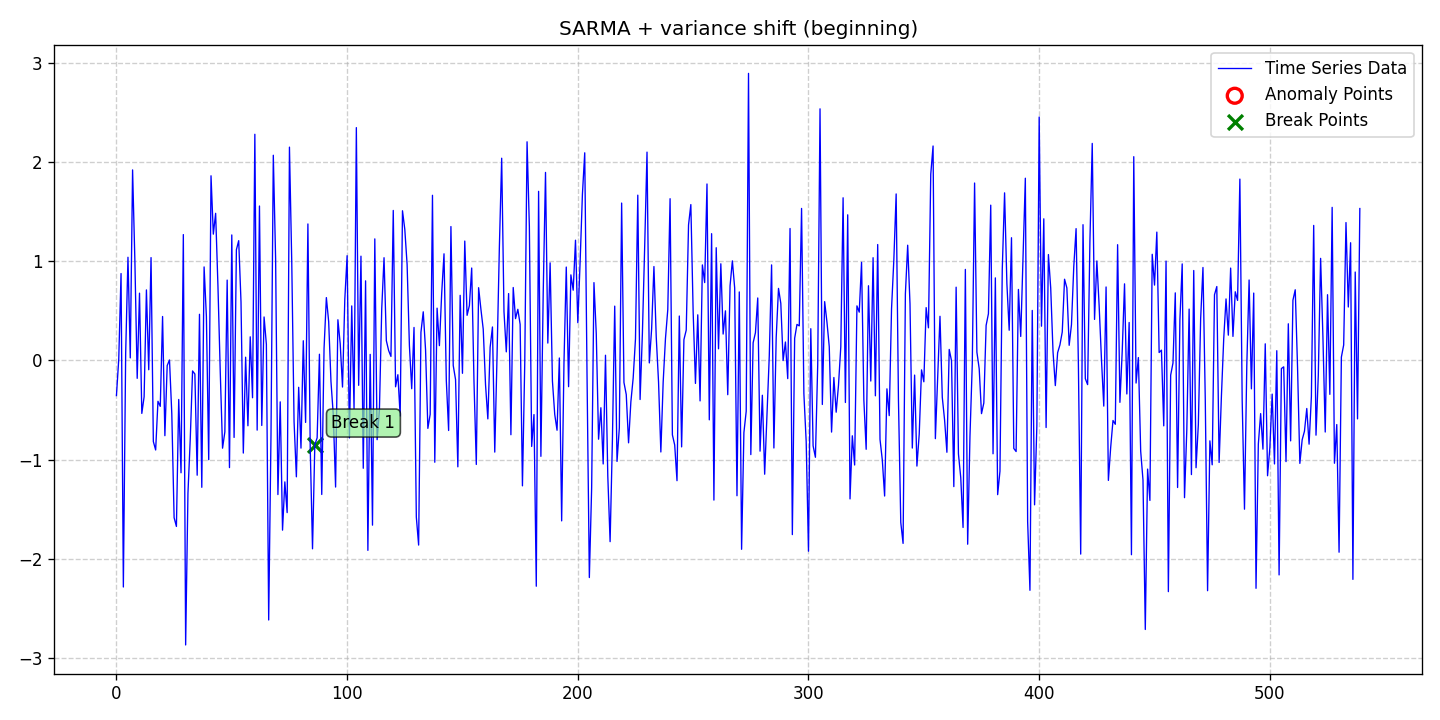 SARMA + variance shift (beginning)
Time Series Data
Anomaly Points
Break Points
3
2
1
0
−1
−2
−3
Break 1
0
100
200
300
400
500